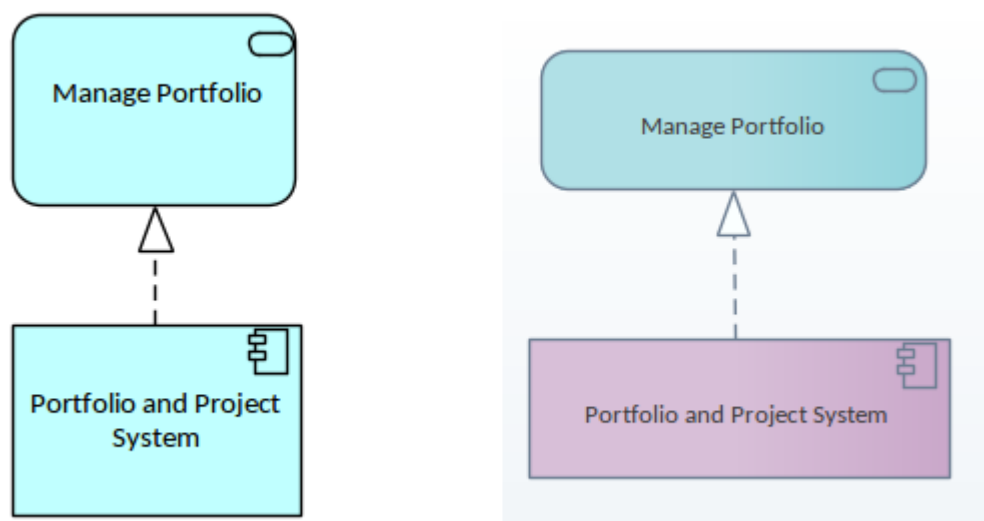 Manage Portfolio
Portfolio and Project
System
Manage Portfolio
Portfolio and Project System